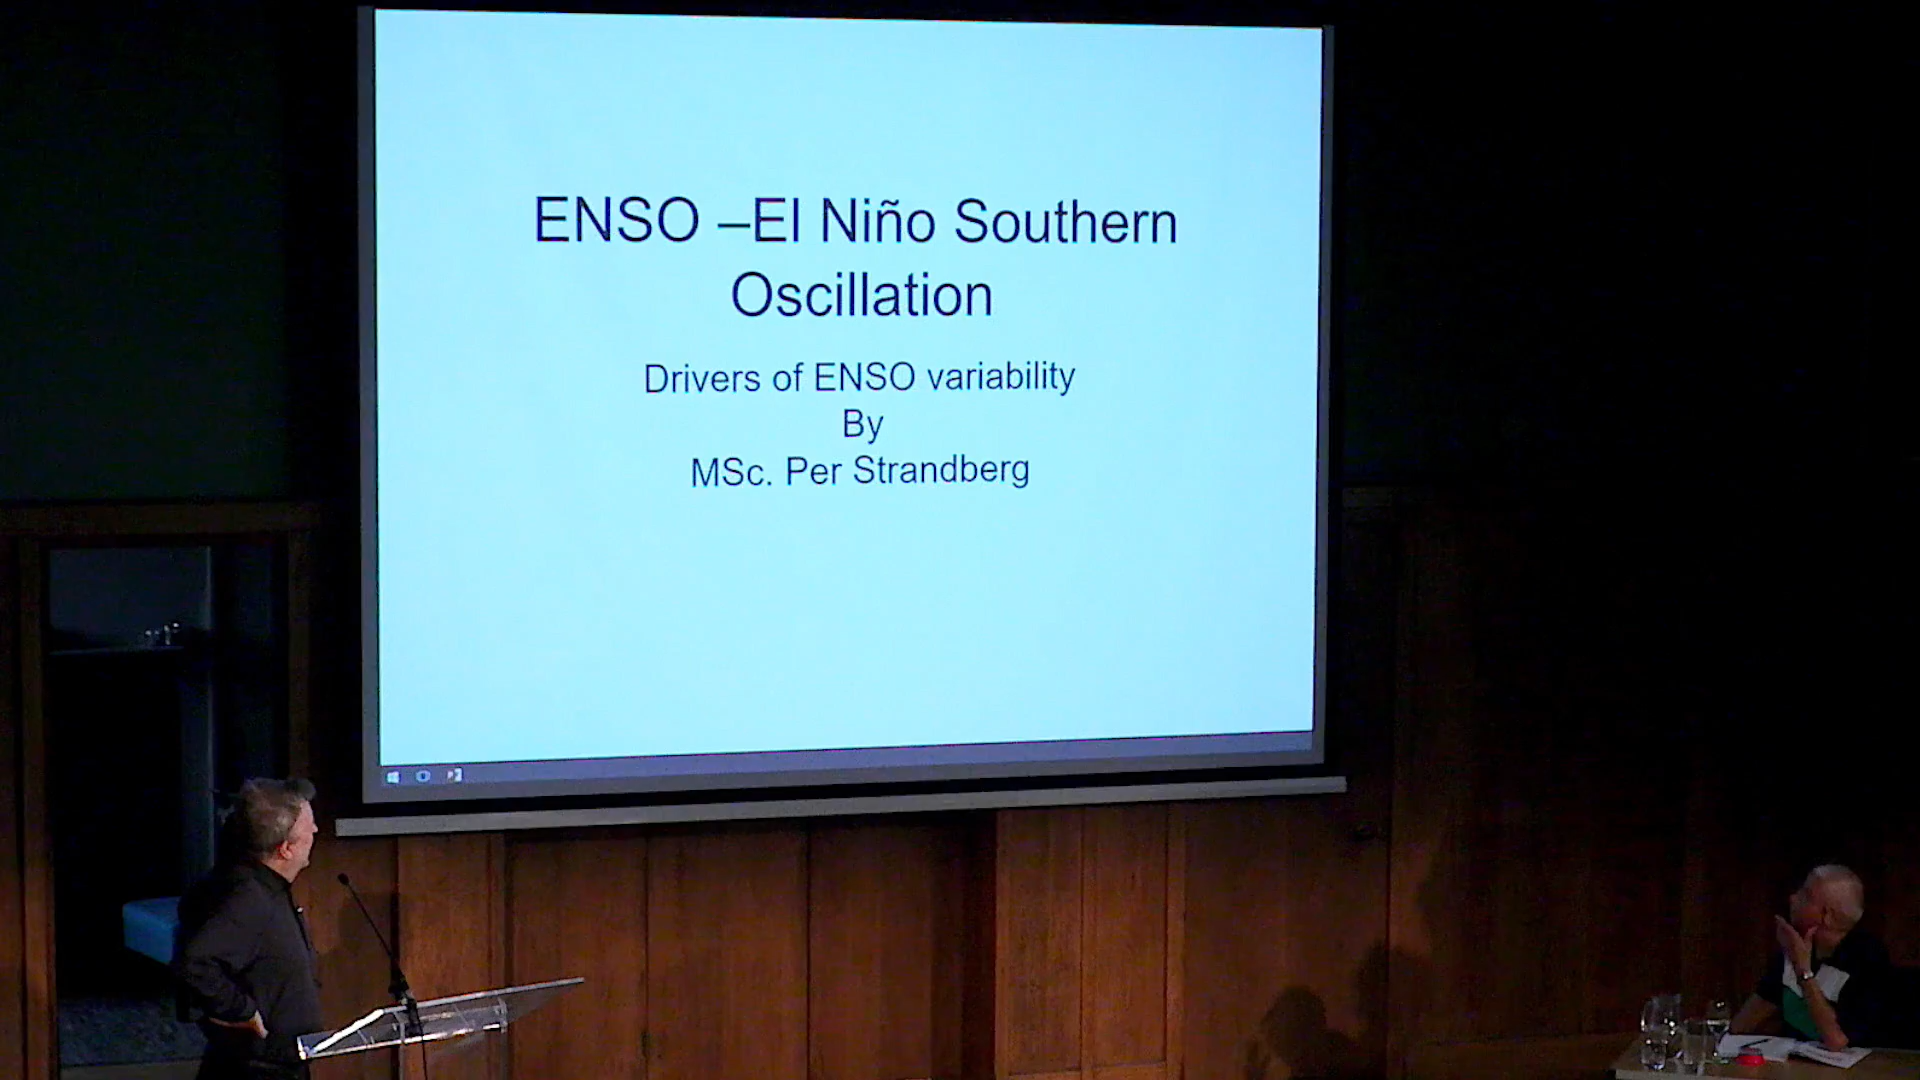 ENSO –El Niño Southern
Oscillation
Drivers of ENSO variability
By
MSc. Per Strandberg